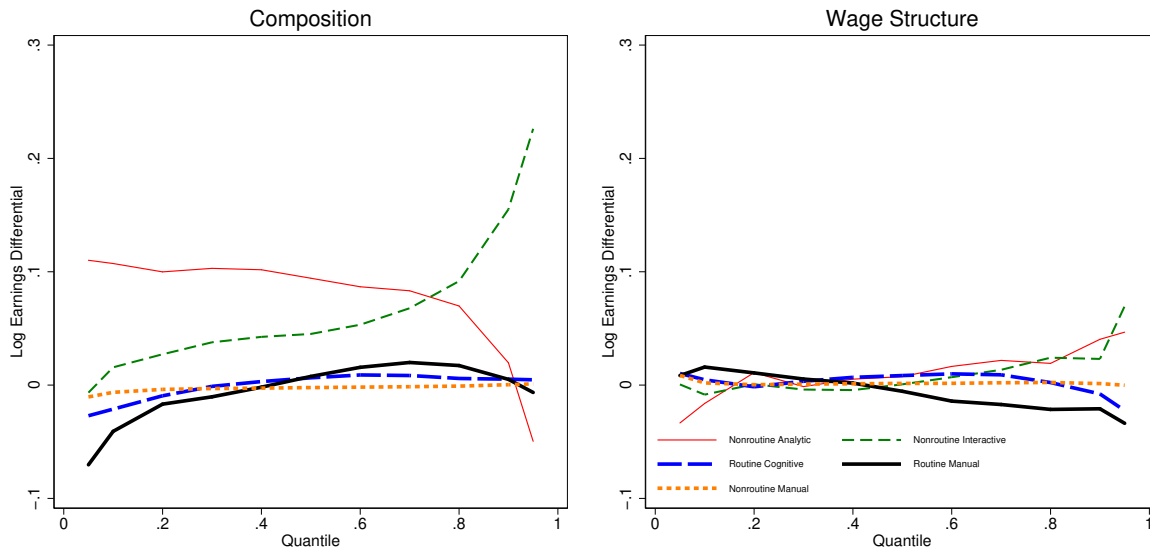 Composition
Wage Structure
Log Earnings Differential
.3
.2
.1
0
−.1
0
.2
.4
.6
.8
1
Quantile
Log Earnings Differential
.3
.2
.1
0
−.1
Nonroutine Analytic
Nonroutine Interactive
Routine Cognitive
Routine Manual
Nonroutine Manual
0
.2
.4
.6
.8
1
Quantile